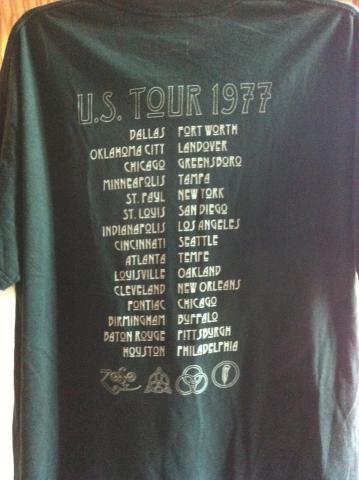 U.S. TOUR 1977
DALLAS
OKLAHOMA CITY
CHICAGO
MINNEAPOLIS
ST. PAUL
ST. LOUIS
INDIANAPOLIS
CINCINNATI
ATLANTA
LOUISVILLE
CLEVELAND
PONTIAC
BIRMINGHAM
BATON ROUGE
HOUSTON
FORT WORTH
LANDOVER
GREENSBORO
TAMPA
NEW YORK
SAN DIEGO
LOS ANGELES
SEATTLE
TEMPE
OAKLAND
NEW ORLEANS
CHICAGO
BUFFALO
PITTSBURGH
PHILADELPHIA
ZoSo